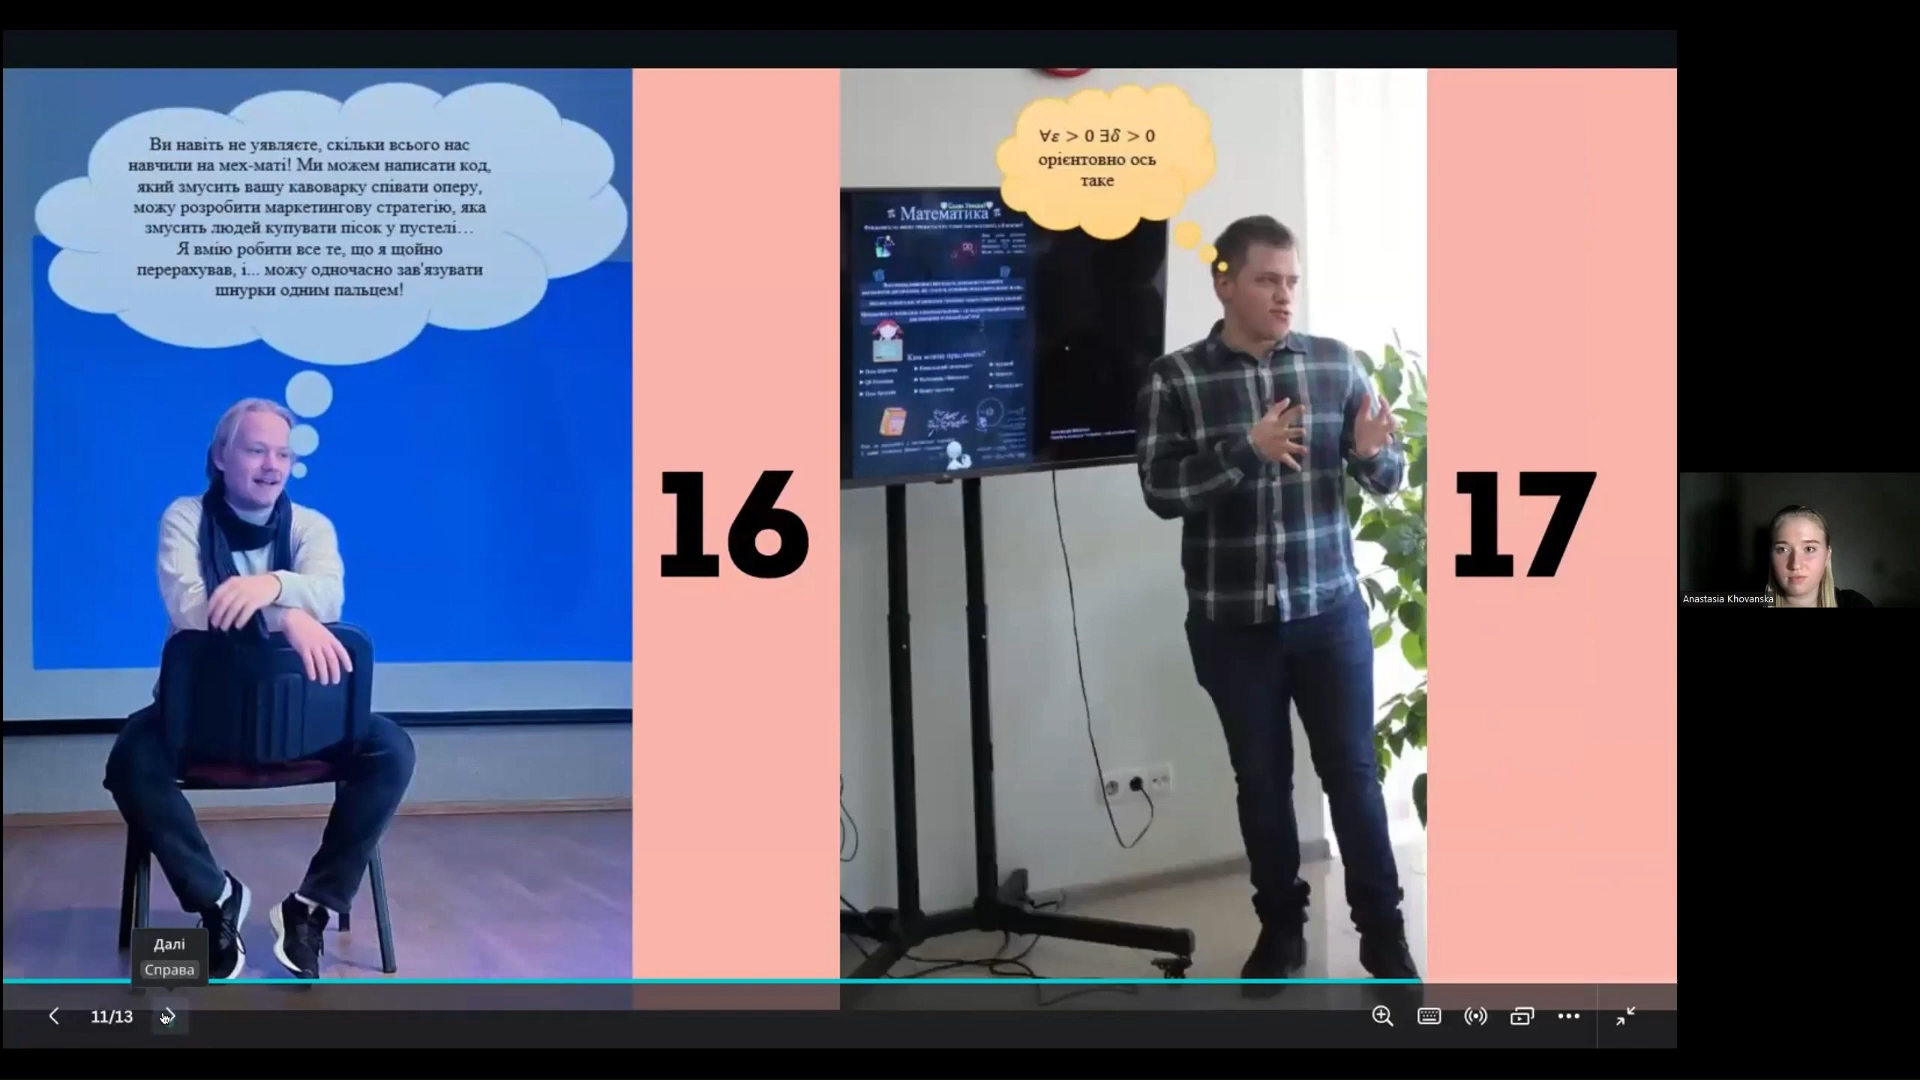 Ви навіть не уявляєте, скільки всього нас
навчили на мех-маті! Ми можем написати код,
який змусить вашу кавоварку співати оперу,
можу розробити маркетингову стратегію, яка
змусить людей купувати пісок у пустелі…
Я вмію робити все те, що я щойно
перерахував, і... можу одночасно зав'язувати
шнурки одним пальцем!
16
∀ε > 0 ∃δ > 0
орієнтовно ось
таке
Математика
Ким можна працювати?
17
Anastasia Khovanska
Далі
Справа
11/13